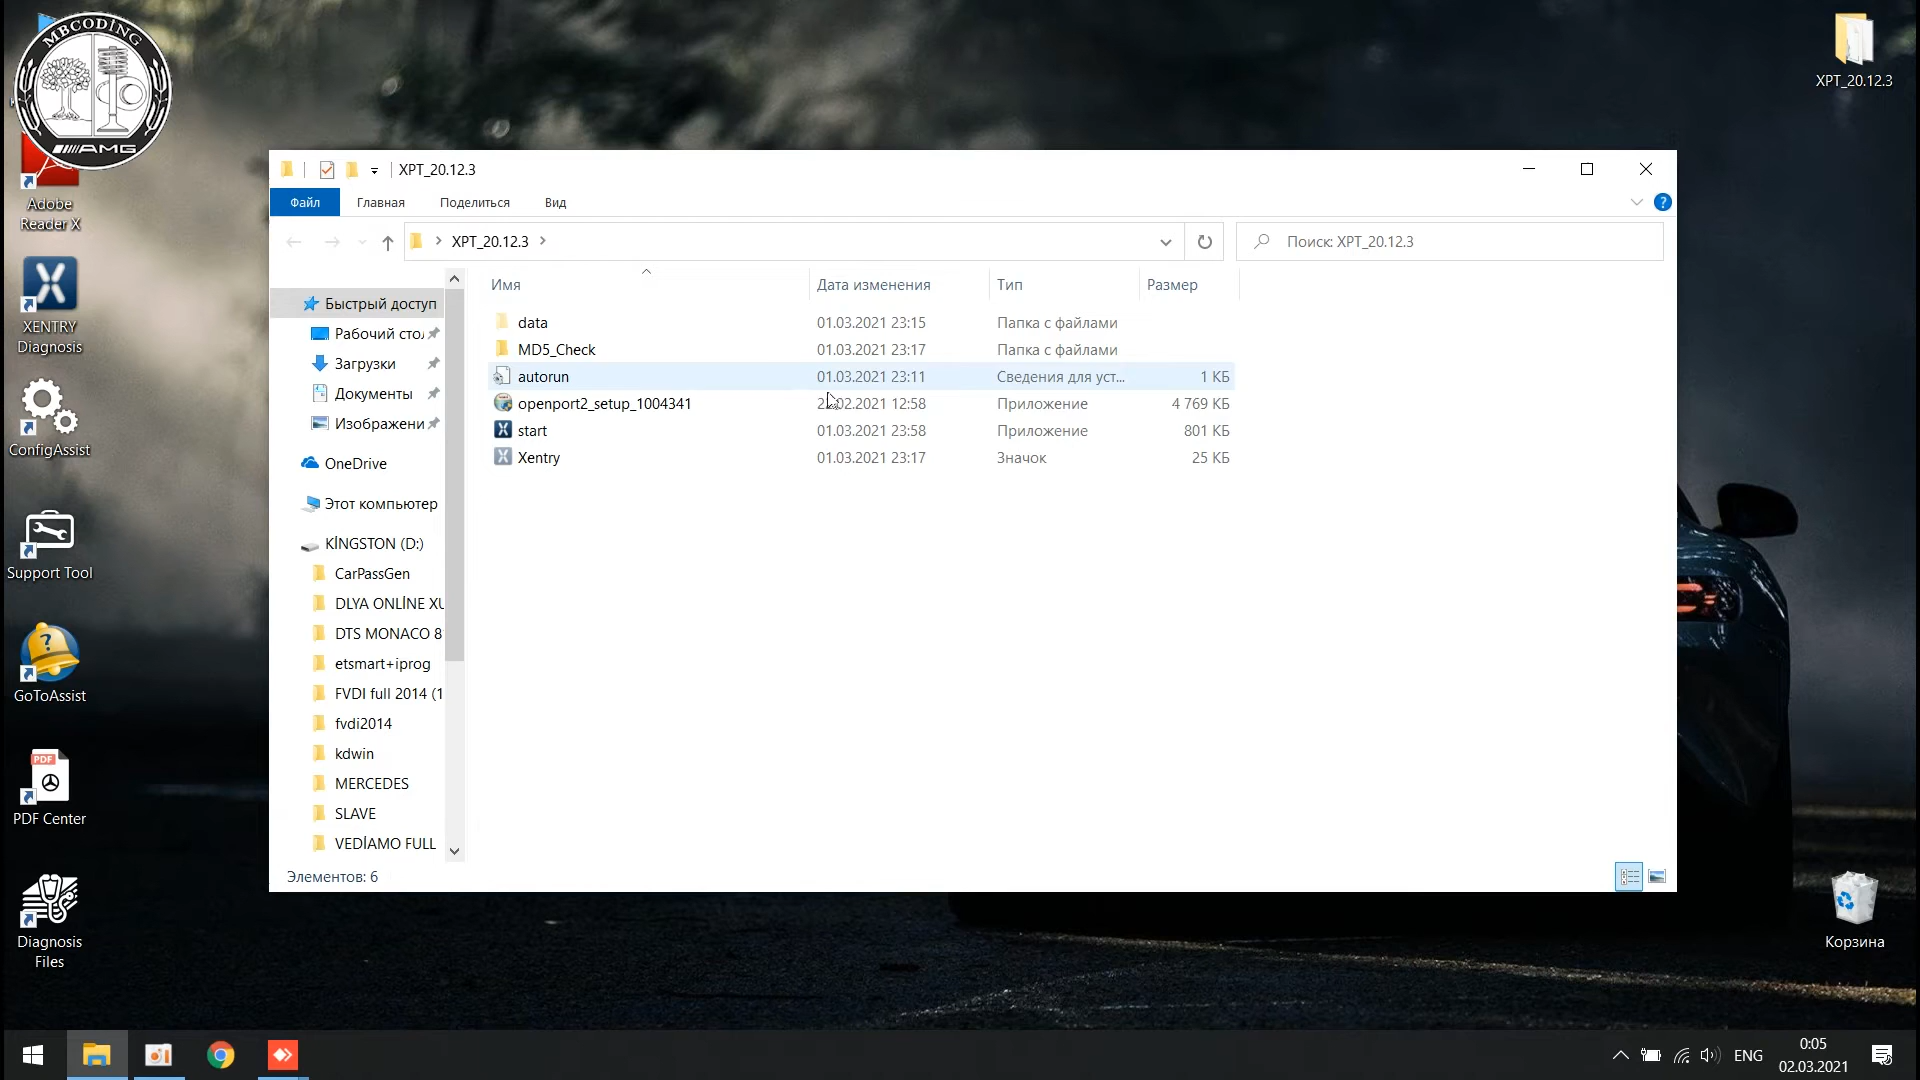 MBCODİNG
AMG
Adobe
Reader X
XENTRY
Diagnosis
ConfigAssist
Support Tool
GoToAssist
PDF
PDF Center
Diagnosis
Files
XPT_20.12.3
Корзина
XPT_20.12.3
Файл
Главная
Поделиться
Вид
XPT_20.12.3
Поиск: XPT_20.12.3
Быстрый доступ
Рабочий сто
Загрузки
Документы
Изображени
OneDrive
Этот компьютер
KİNGSTON (D:)
CarPassGen
DLYA ONLİNE XU
DTS MONACO 8
etsmart+iprog
FVDI full 2014 (1
fvdi2014
kdwin
MERCEDES
SLAVE
VEDİAMO FULL
Имя Дата изменения Тип Размер
data 01.03.2021 23:15 Папка с файлами
MD5_Check 01.03.2021 23:17 Папка с файлами
autorun 01.03.2021 23:11 Сведения для уст... 1 КБ
openport2_setup_1004341 .02.2021 12:58 Приложение 4 769 КБ
start 01.03.2021 23:58 Приложение 801 КБ
Xentry 01.03.2021 23:17 Значок 25 КБ
Элементов: 6
ENG
0:05
02.03.2021